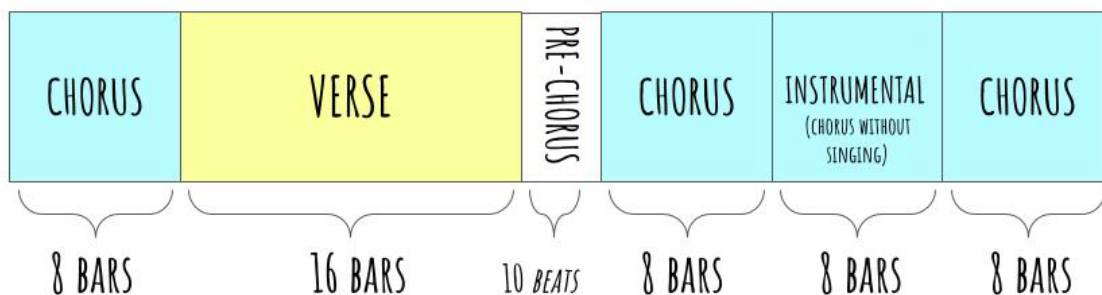 CHORUS
VERSE
PRE-CHORUS
CHORUS
INSTRUMENTAL
(CHORUS WITHOUT
SINGING)
CHORUS
8 BARS
16 BARS
10 BEATS
8 BARS
8 BARS
8 BARS